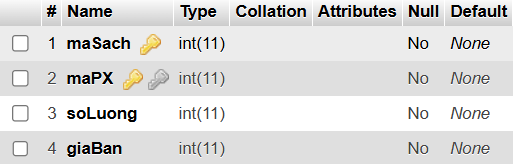 # Name Type Collation Attributes Null Default
1 maSach int(11) No None
2 maPX int(11) No None
3 soLuong int(11) No None
4 giaBan int(11) No None